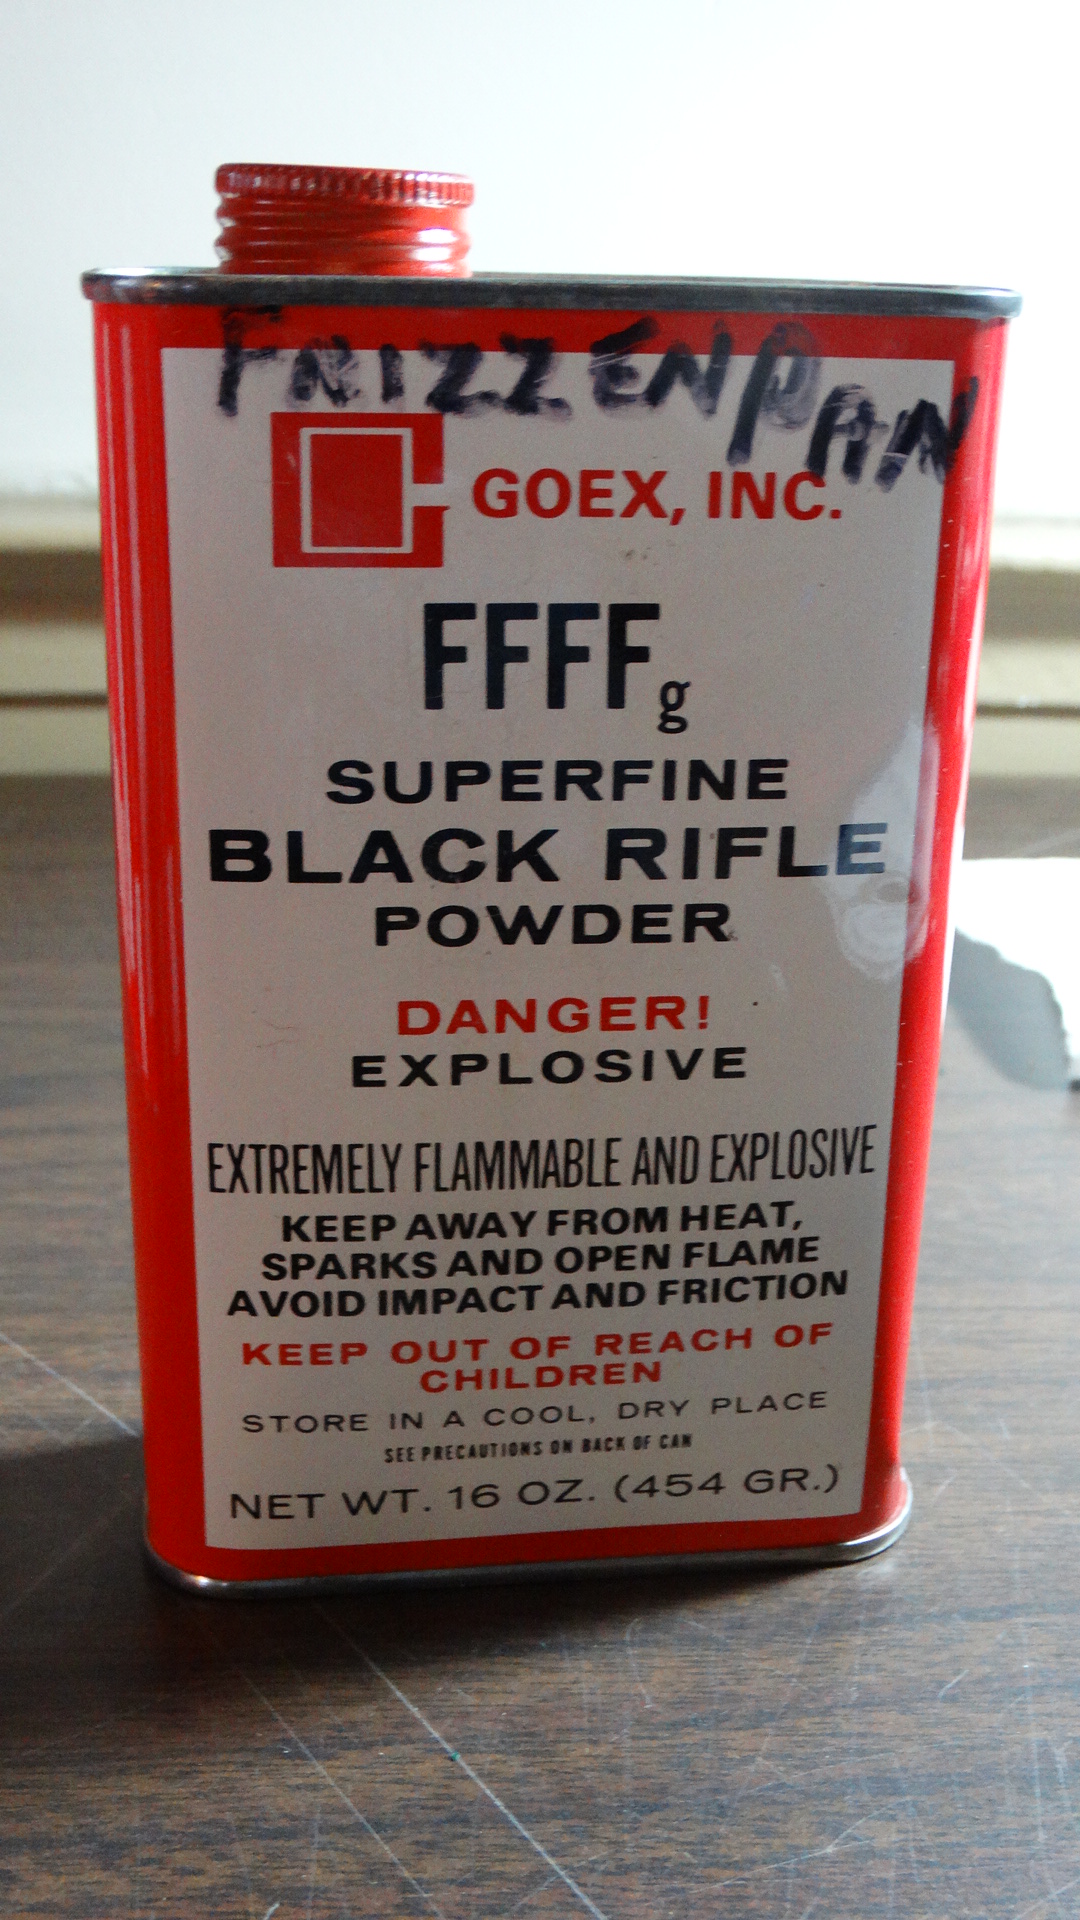 FRIZZEN PAN
GOEX, INC.
FFFFg
SUPERFINE
BLACK RIFLE
POWDER
DANGER!
EXPLOSIVE
EXTREMELY FLAMMABLE AND EXPLOSIVE
KEEP AWAY FROM HEAT,
SPARKS AND OPEN FLAME
AVOID IMPACT AND FRICTION
KEEP OUT OF REACH OF
CHILDREN
STORE IN A COOL, DRY PLACE
SEE PRECAUTIONS ON BACK OF CAN
NET WT. 16 OZ. (454 GR.)